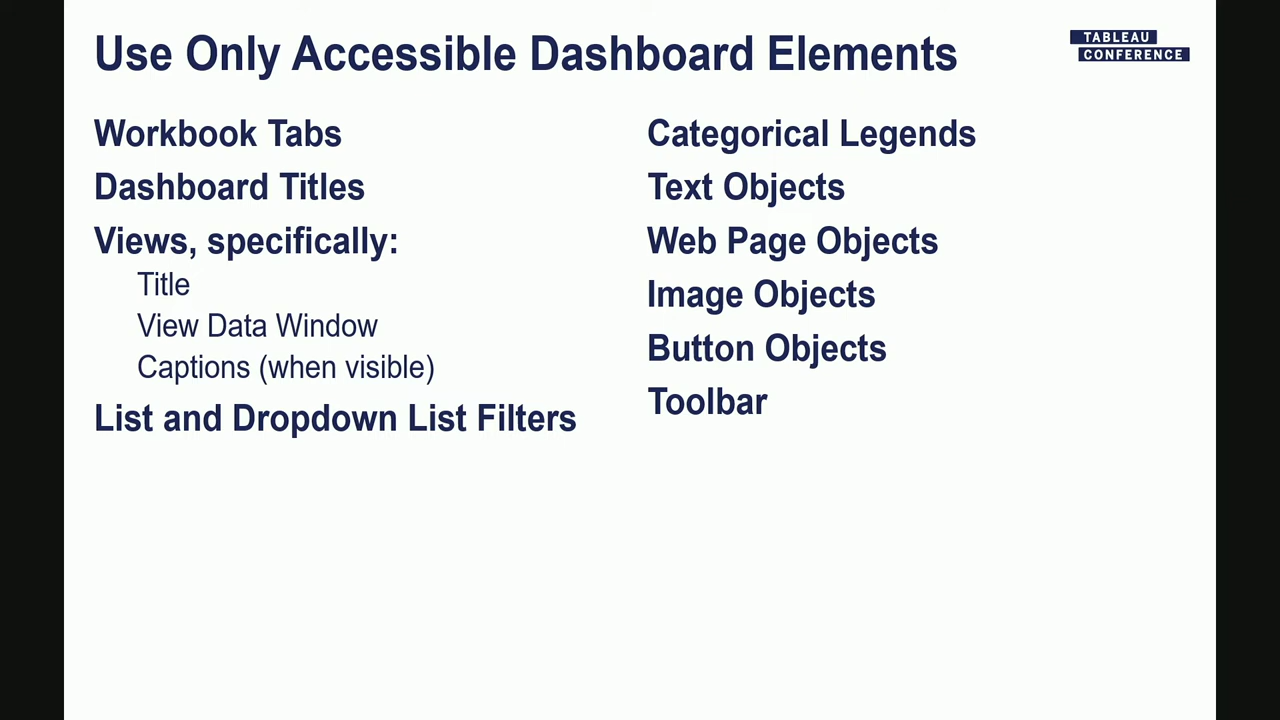 Use Only Accessible Dashboard Elements
TABLEAU
CONFERENCE
Workbook Tabs
Dashboard Titles
Views, specifically:
Title
View Data Window
Captions (when visible)
List and Dropdown List Filters
Categorical Legends
Text Objects
Web Page Objects
Image Objects
Button Objects
Toolbar